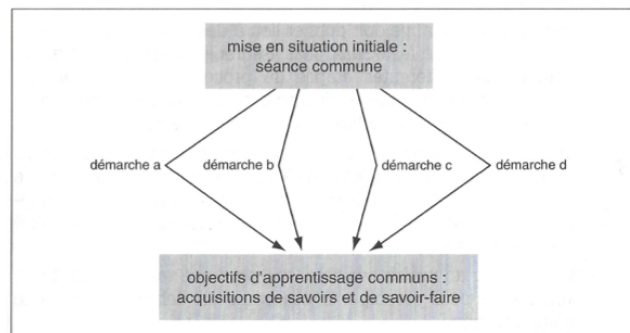 mise en situation initiale :
séance commune
démarche a
démarche b
démarche c
démarche d
objectifs d'apprentissage communs :
acquisitions de savoirs et de savoir-faire